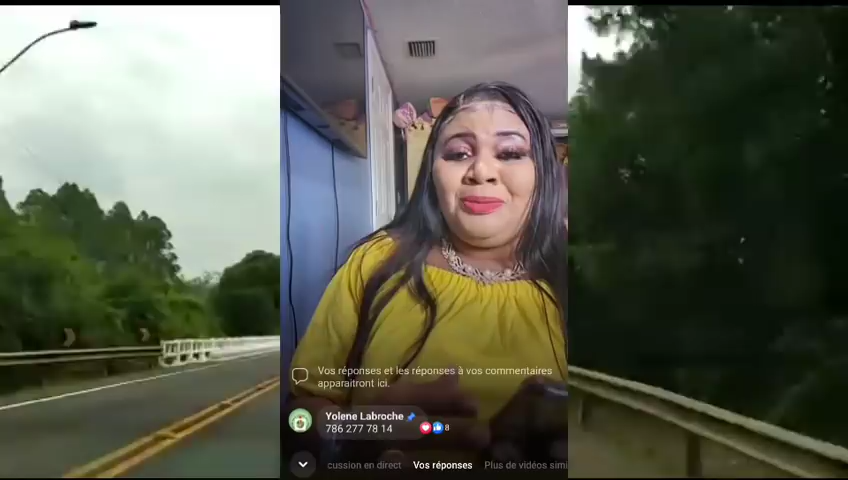 Vos réponses et les réponses à vos commentaires
apparaitront ici.
Yolene Labroche
786 277 78 14
8
cussion en direct Vos réponses Plus de vidéos simi